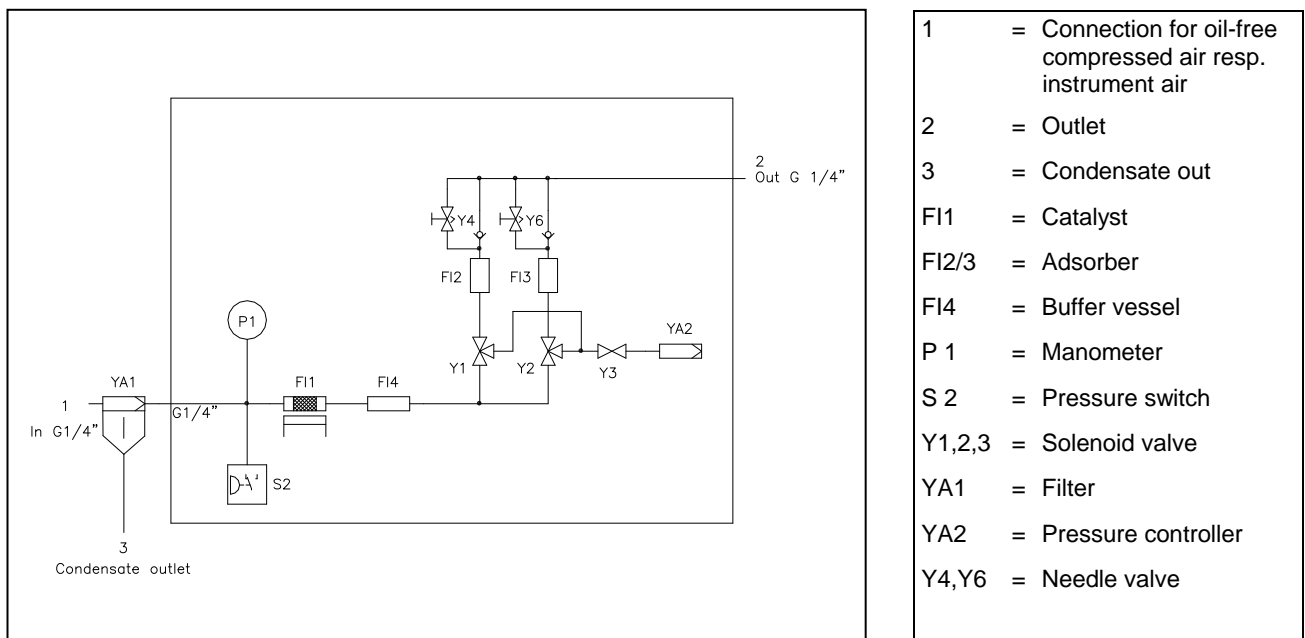 2
Out G 1/4”
Y4
Y6
FI2
FI3
P1
YA2
Y1
Y2
Y3
YA1
FI1
FI4
1
In G1/4”
G1/4”
S2
3
Condensate outlet
1 = Connection for oil-free
compressed air resp.
instrument air
2 = Outlet
3 = Condensate out
FI1 = Catalyst
FI2/3 = Adsorber
FI4 = Buffer vessel
P 1 = Manometer
S 2 = Pressure switch
Y1,2,3 = Solenoid valve
YA1 = Filter
YA2 = Pressure controller
Y4,Y6 = Needle valve